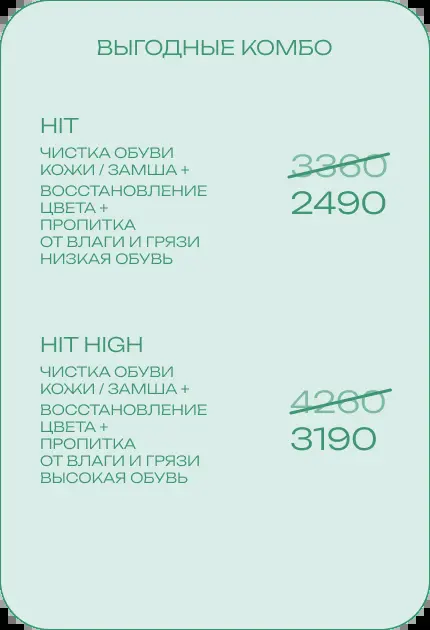 ВЫГОДНЫЕ КОМБО
HIT
ЧИСТКА ОБУВИ
КОЖИ / ЗАМША +
ВОССТАНОВЛЕНИЕ
ЦВЕТА +
ПРОПИТКА
ОТ ВЛАГИ И ГРЯЗИ
НИЗКАЯ ОБУВЬ
3360
2490
HIT HIGH
ЧИСТКА ОБУВИ
КОЖИ / ЗАМША +
ВОССТАНОВЛЕНИЕ
ЦВЕТА +
ПРОПИТКА
ОТ ВЛАГИ И ГРЯЗИ
ВЫСОКАЯ ОБУВЬ
4260
3190